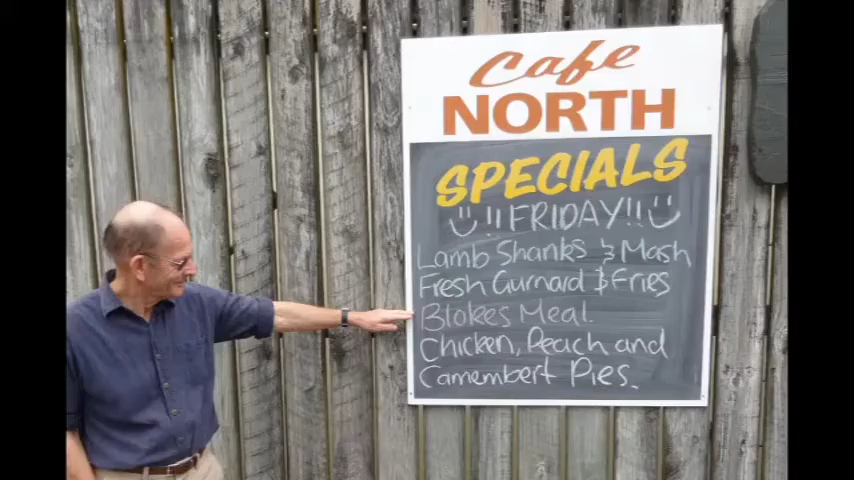 Cafe
NORTH
SPECIALS
!! FRIDAY!!
Lamb Shanks & Mash
Fresh Gurnard & Fries
Blokes Meal.
Chicken, Peach and
Camembert Pies.